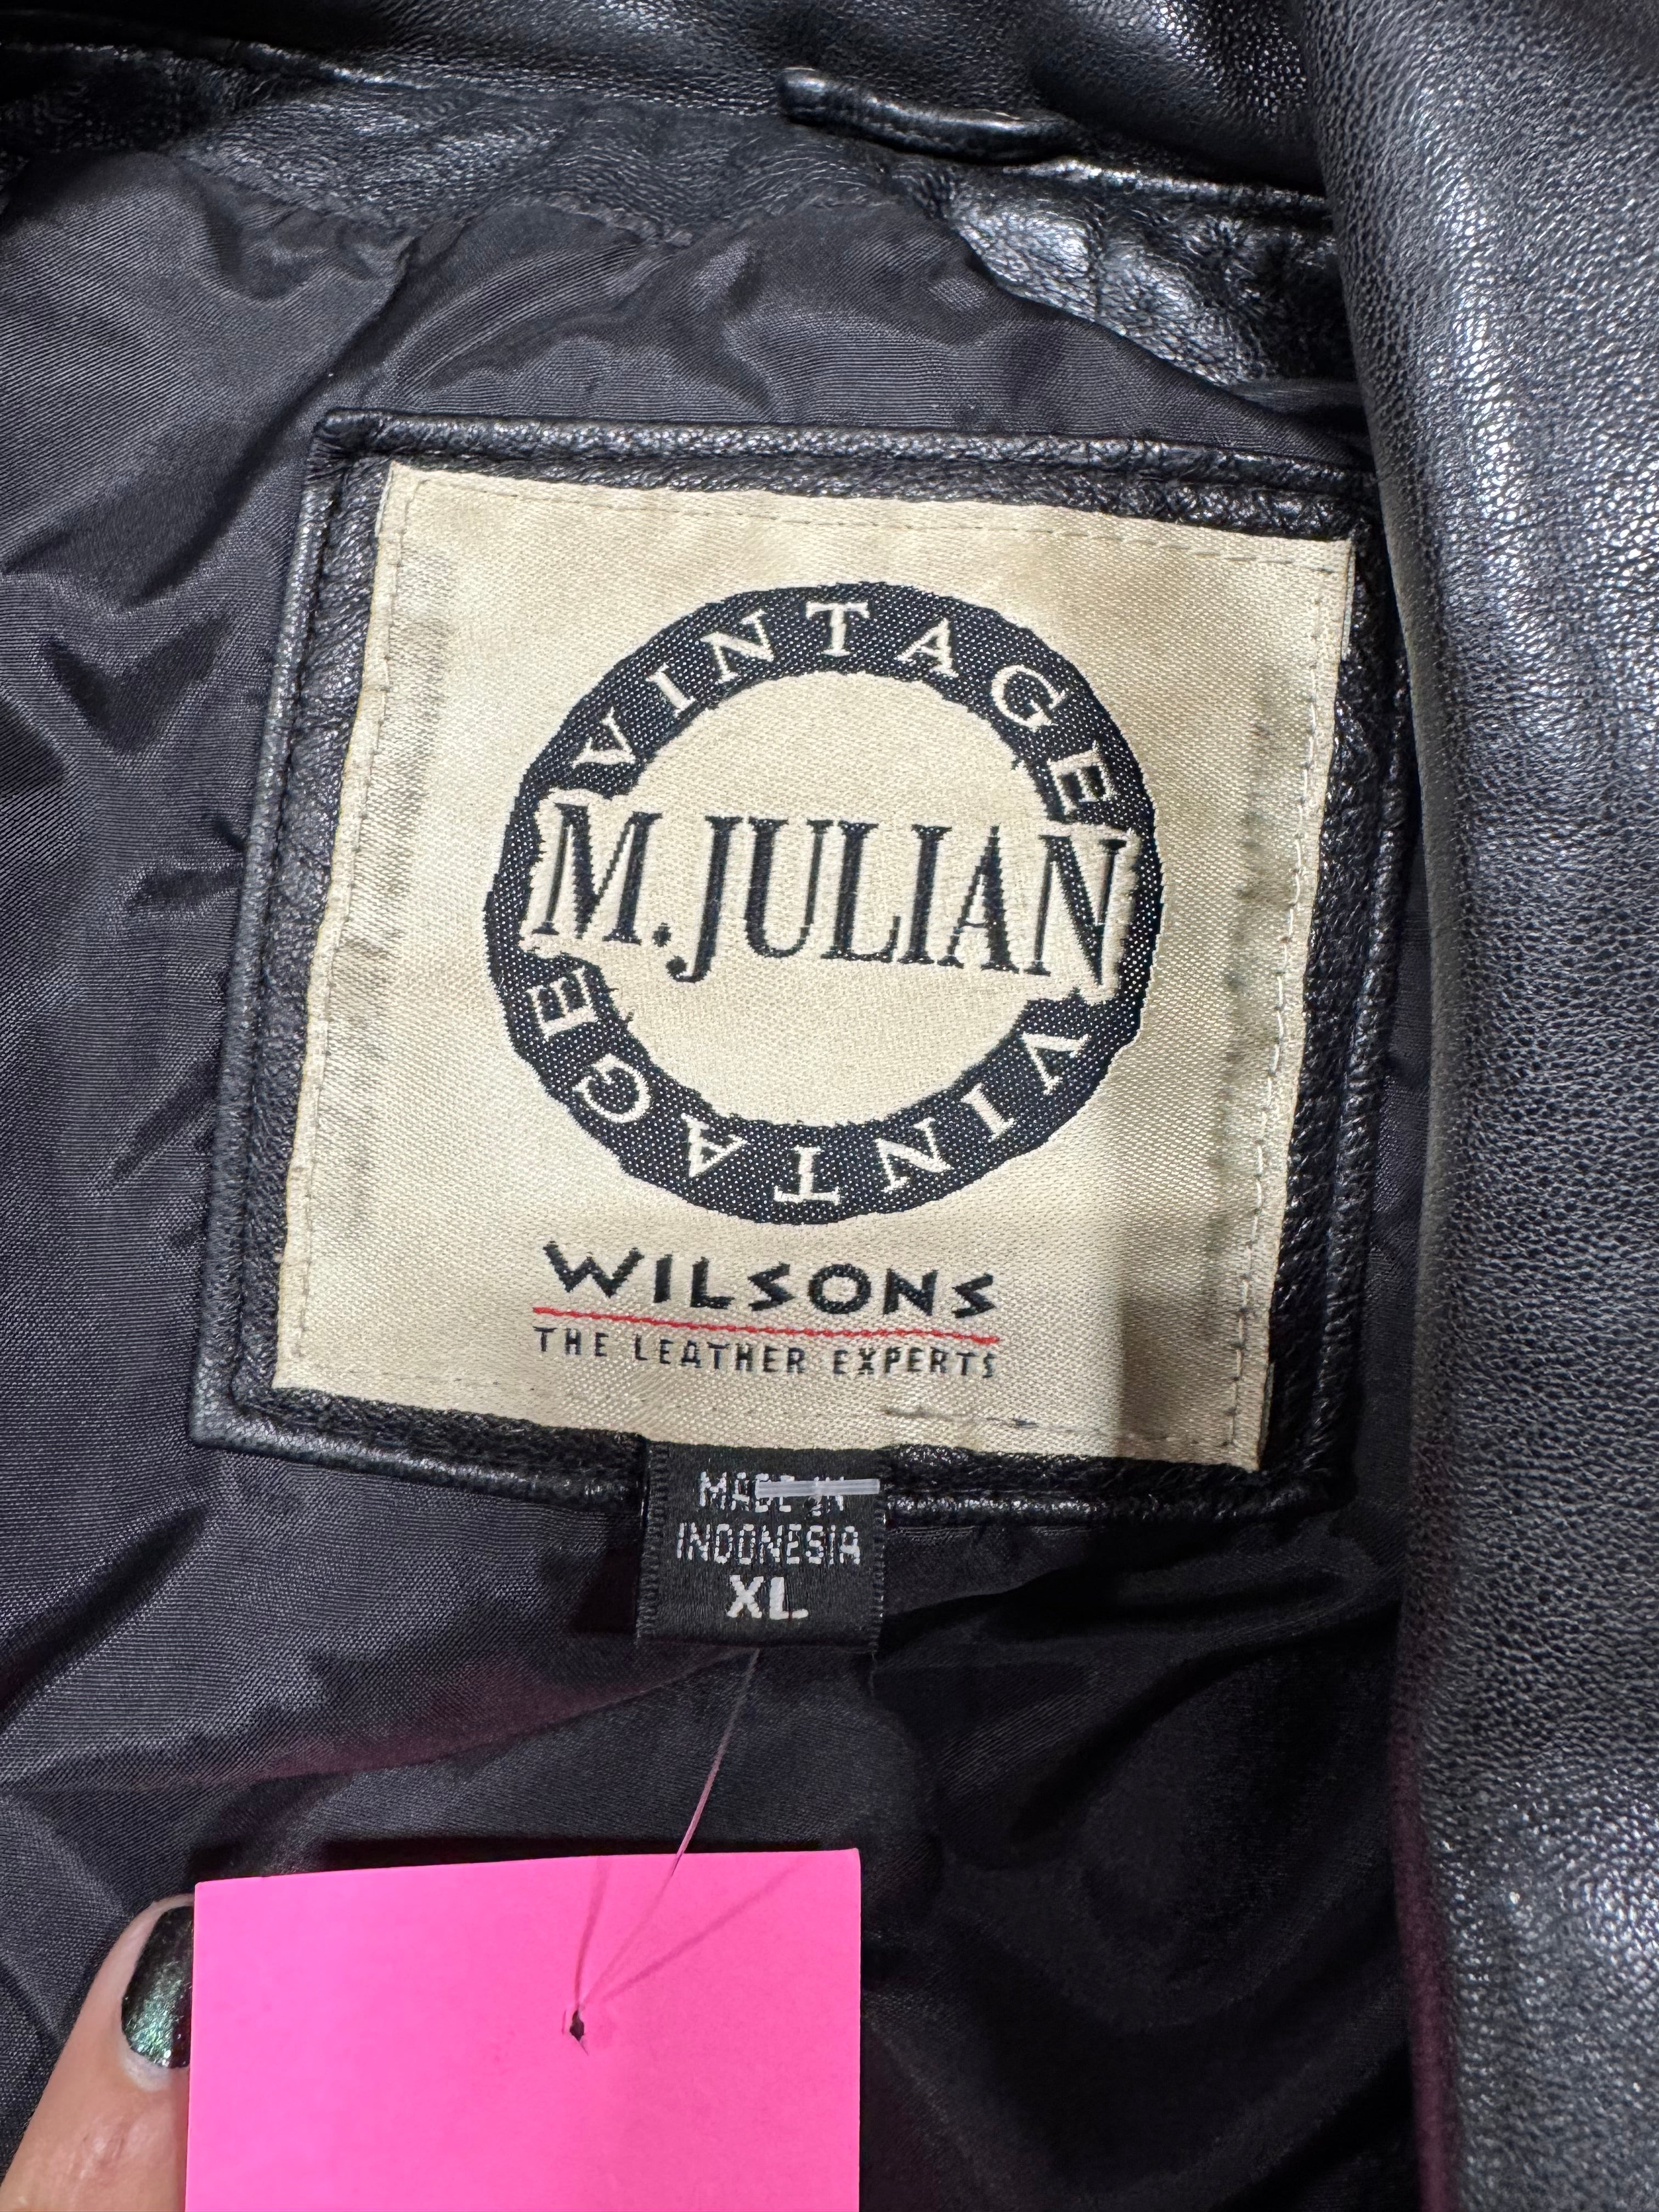 VINTAGE
M.JULIAN
VINTAGE
WILSONS
THE LEATHER EXPERTS
MADE IN
INDONESIA
XL